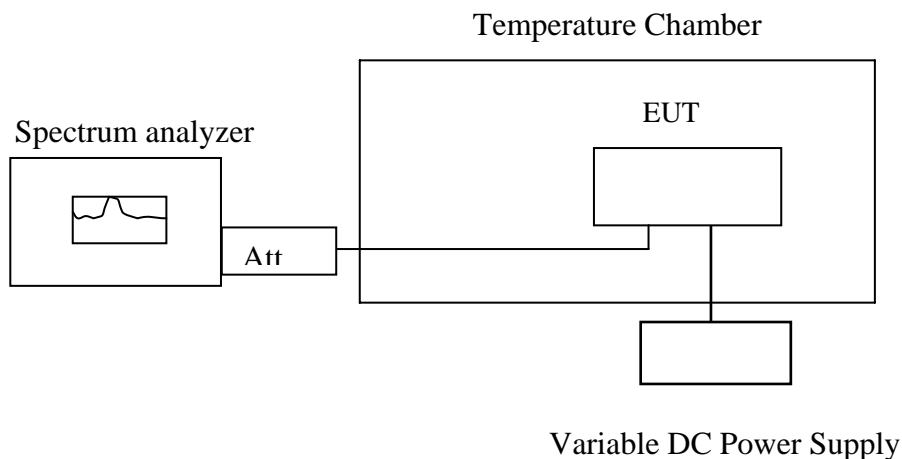 Temperature Chamber
EUT
Spectrum analyzer
Att
Variable DC Power Supply